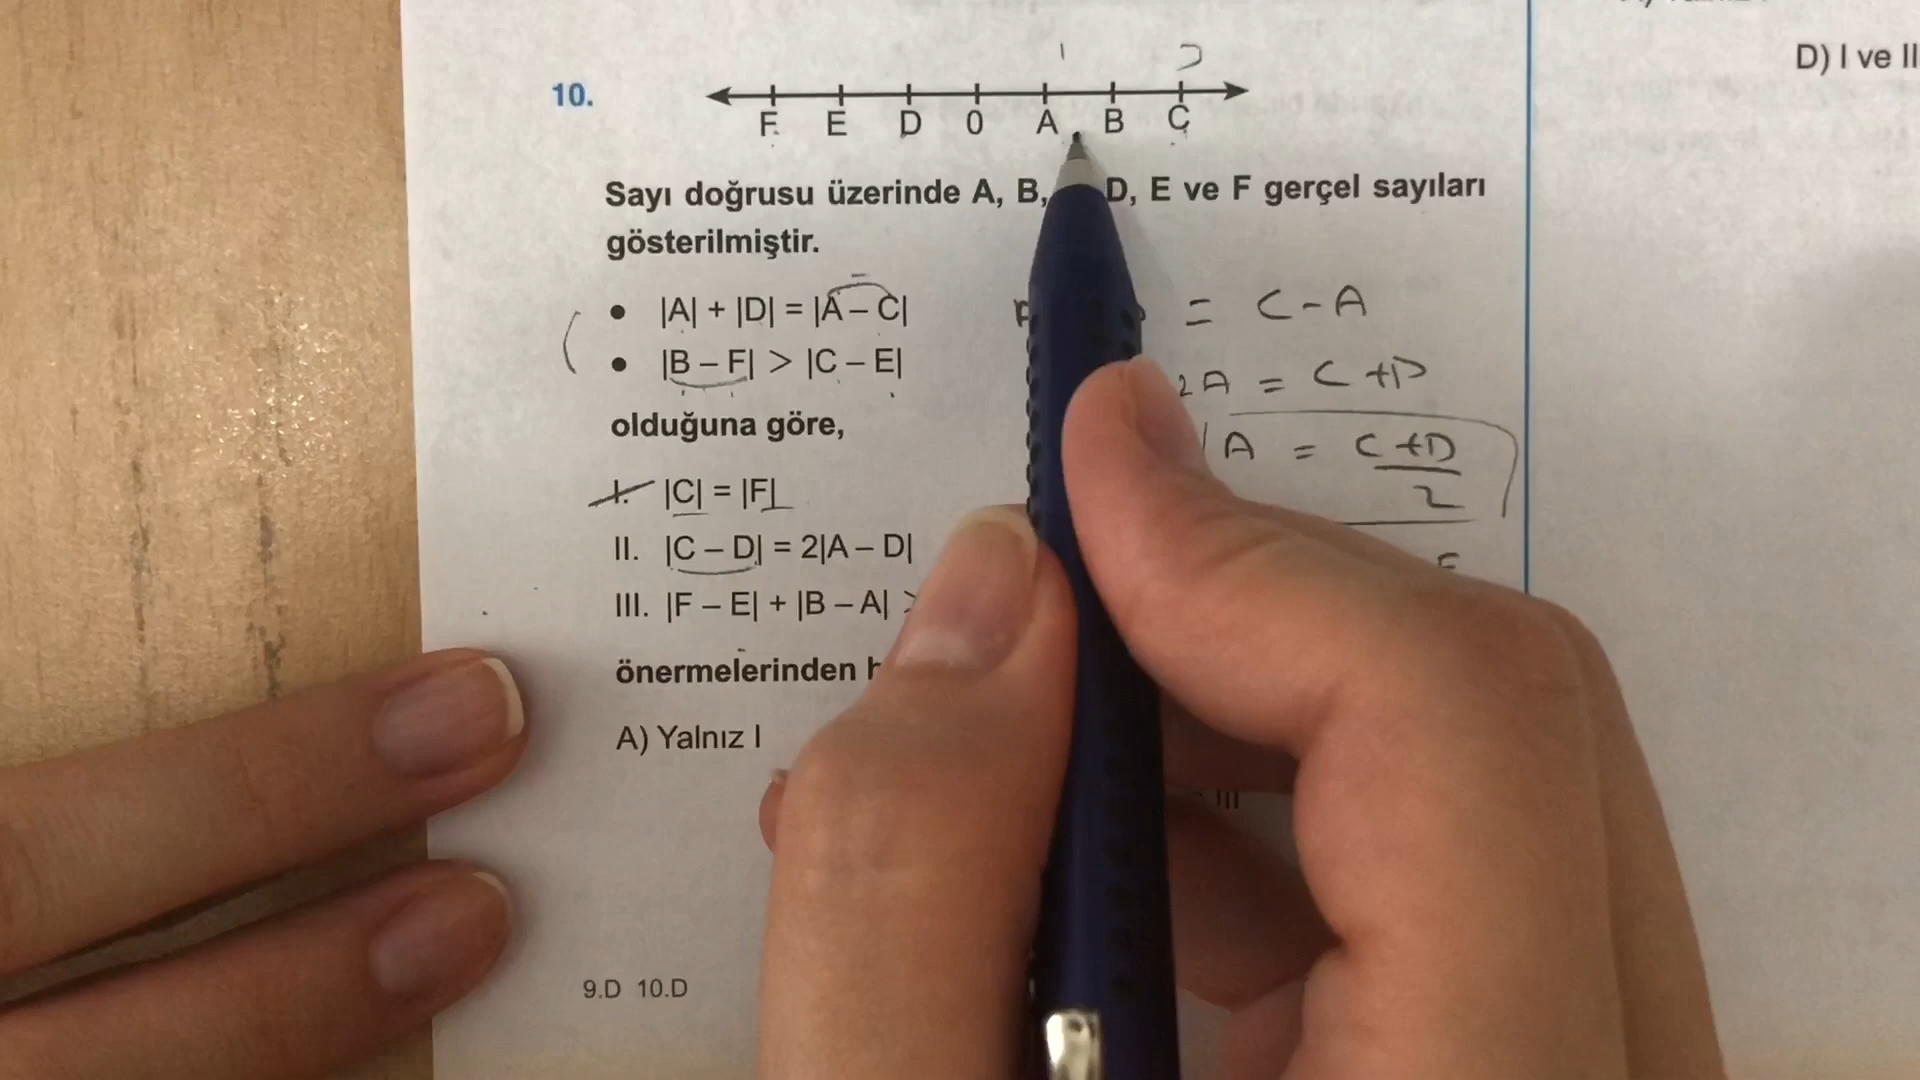 D) I ve II
10.
F E D 0 A B C
Sayı doğrusu üzerinde A, B, D, E ve F gerçel sayıları
gösterilmiştir.
• |A| + |D| = |A – C|
= C - A
• |B – F| > |C – E|
2A = C + D
olduğuna göre,
A = C + D
2
I. |C| = |F|
II. |C – D| = 2|A – D|
III. |F – E| + |B – A| >
önermelerinden
A) Yalnız I
III
9.D 10.D